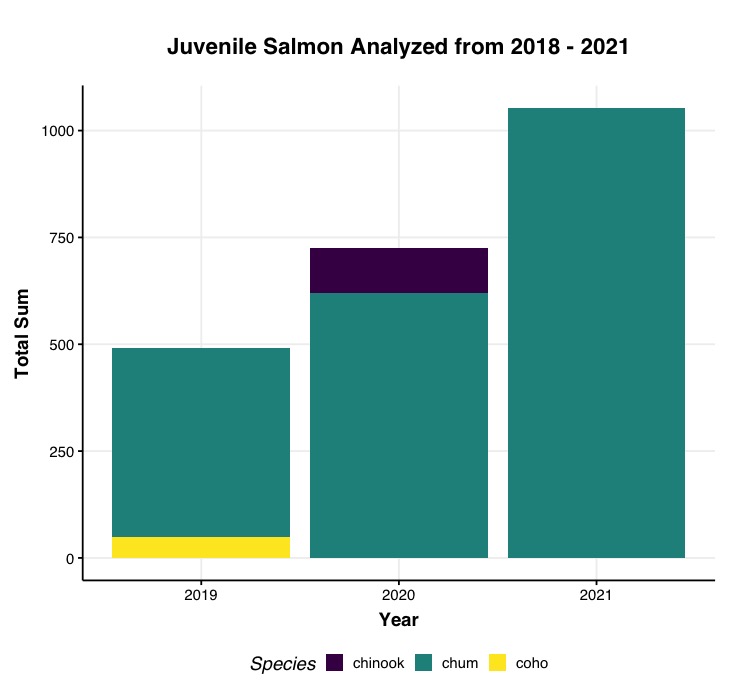 Juvenile Salmon Analyzed from 2018 - 2021
Total Sum
1000
750
500
250
0
2019 2020 2021
Year
Species chinook chum coho